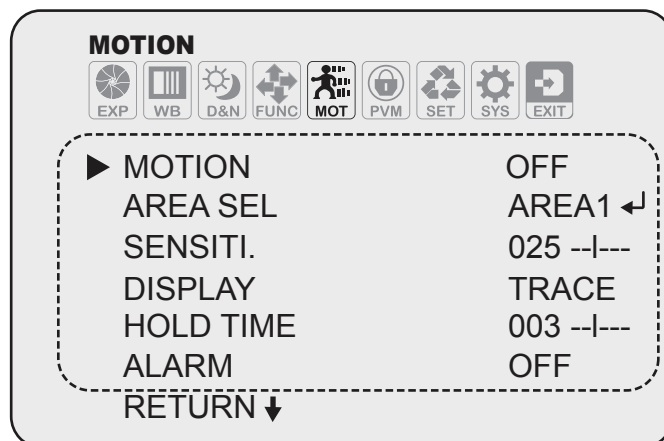 MOTION
EXP WB D&N FUNC MOT PVM SET SYS EXIT
▶ MOTION OFF
AREA SEL AREA1 ↲
SENSITI. 025 --I---
DISPLAY TRACE
HOLD TIME 003 --I---
ALARM OFF
RETURN ⬇